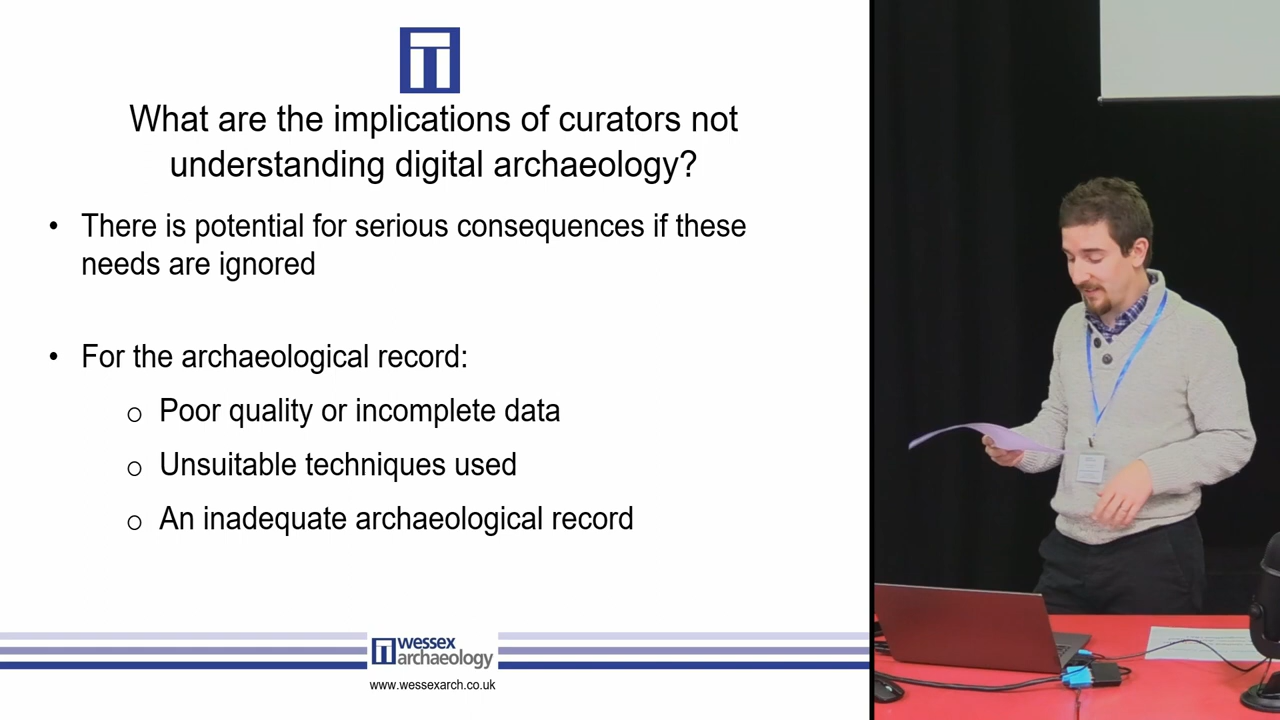 What are the implications of curators not
understanding digital archaeology?
• There is potential for serious consequences if these
needs are ignored
• For the archaeological record:
o Poor quality or incomplete data
o Unsuitable techniques used
o An inadequate archaeological record
wessex
archaeology
www.wessexarch.co.uk